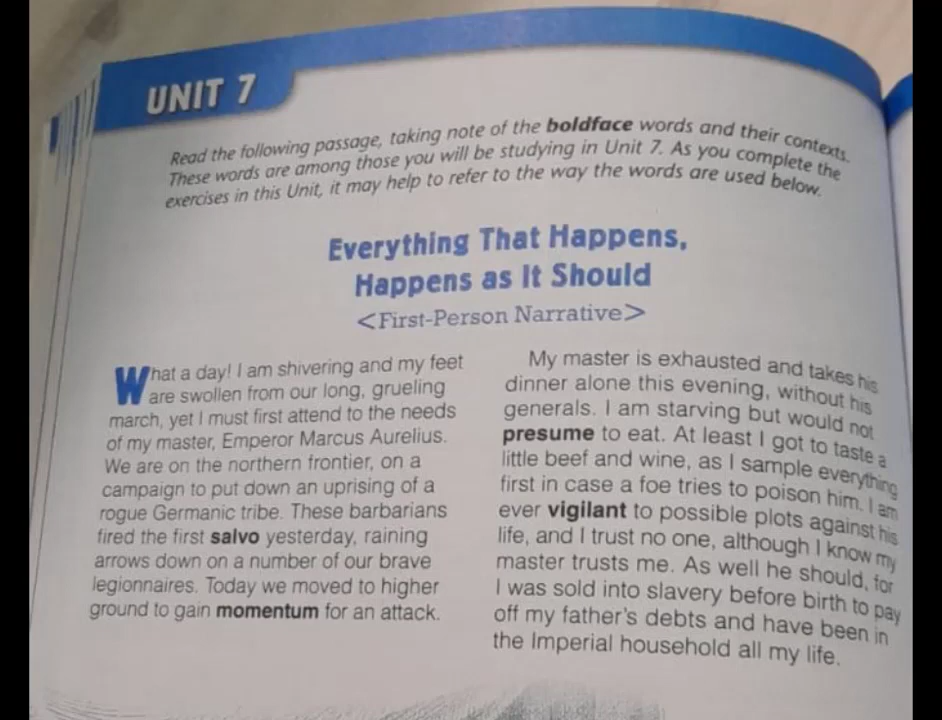 UNIT 7
Read the following passage, taking note of the boldface words and their contexts.
These words are among those you will be studying in Unit 7. As you complete the
exercises in this Unit, it may help to refer to the way the words are used below.
Everything That Happens,
Happens as It Should
<First-Person Narrative>
What a day! I am shivering and my feet
are swollen from our long, grueling
march, yet I must first attend to the needs
of my master, Emperor Marcus Aurelius.
We are on the northern frontier, on a
campaign to put down an uprising of a
rogue Germanic tribe. These barbarians
fired the first salvo yesterday, raining
arrows down on a number of our brave
legionnaires. Today we moved to higher
ground to gain momentum for an attack.
My master is exhausted and takes his
dinner alone this evening, without his
generals. I am starving but would not
presume to eat. At least I got to taste a
little beef and wine, as I sample everything
first in case a foe tries to poison him. I am
ever vigilant to possible plots against his
life, and I trust no one, although I know my
master trusts me. As well he should, for
I was sold into slavery before birth to pay
off my father's debts and have been in
the Imperial household all my life.